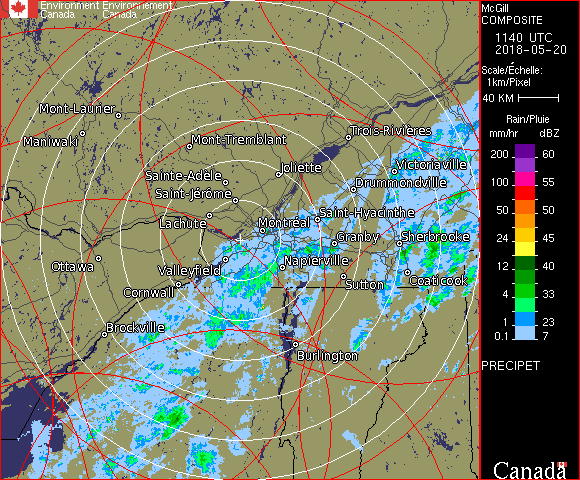 Environment Environnement
Canada Canada
McGill
COMPOSITE
1140 UTC
2018-05-20
Scale/Échelle:
1km/Pixel
40 KM
Rain/Pluie
mm/hr dBZ
200 60
100 55
50 50
24 45
12 40
4 33
1 23
0.1 7
PRECIPET
Canada
Mont-Laurier
Maniwaki
Mont-Tremblant
Trois-Rivières
Sainte-Adèle
Joliette
Victoriaville
Saint-Jérôme
Drummondville
Lachute
Montréal
Saint-Hyacinthe
Granby
Sherbrooke
Ottawa
Valleyfield
Napierville
Cornwall
Sutton
Coaticook
Brockville
Burlington